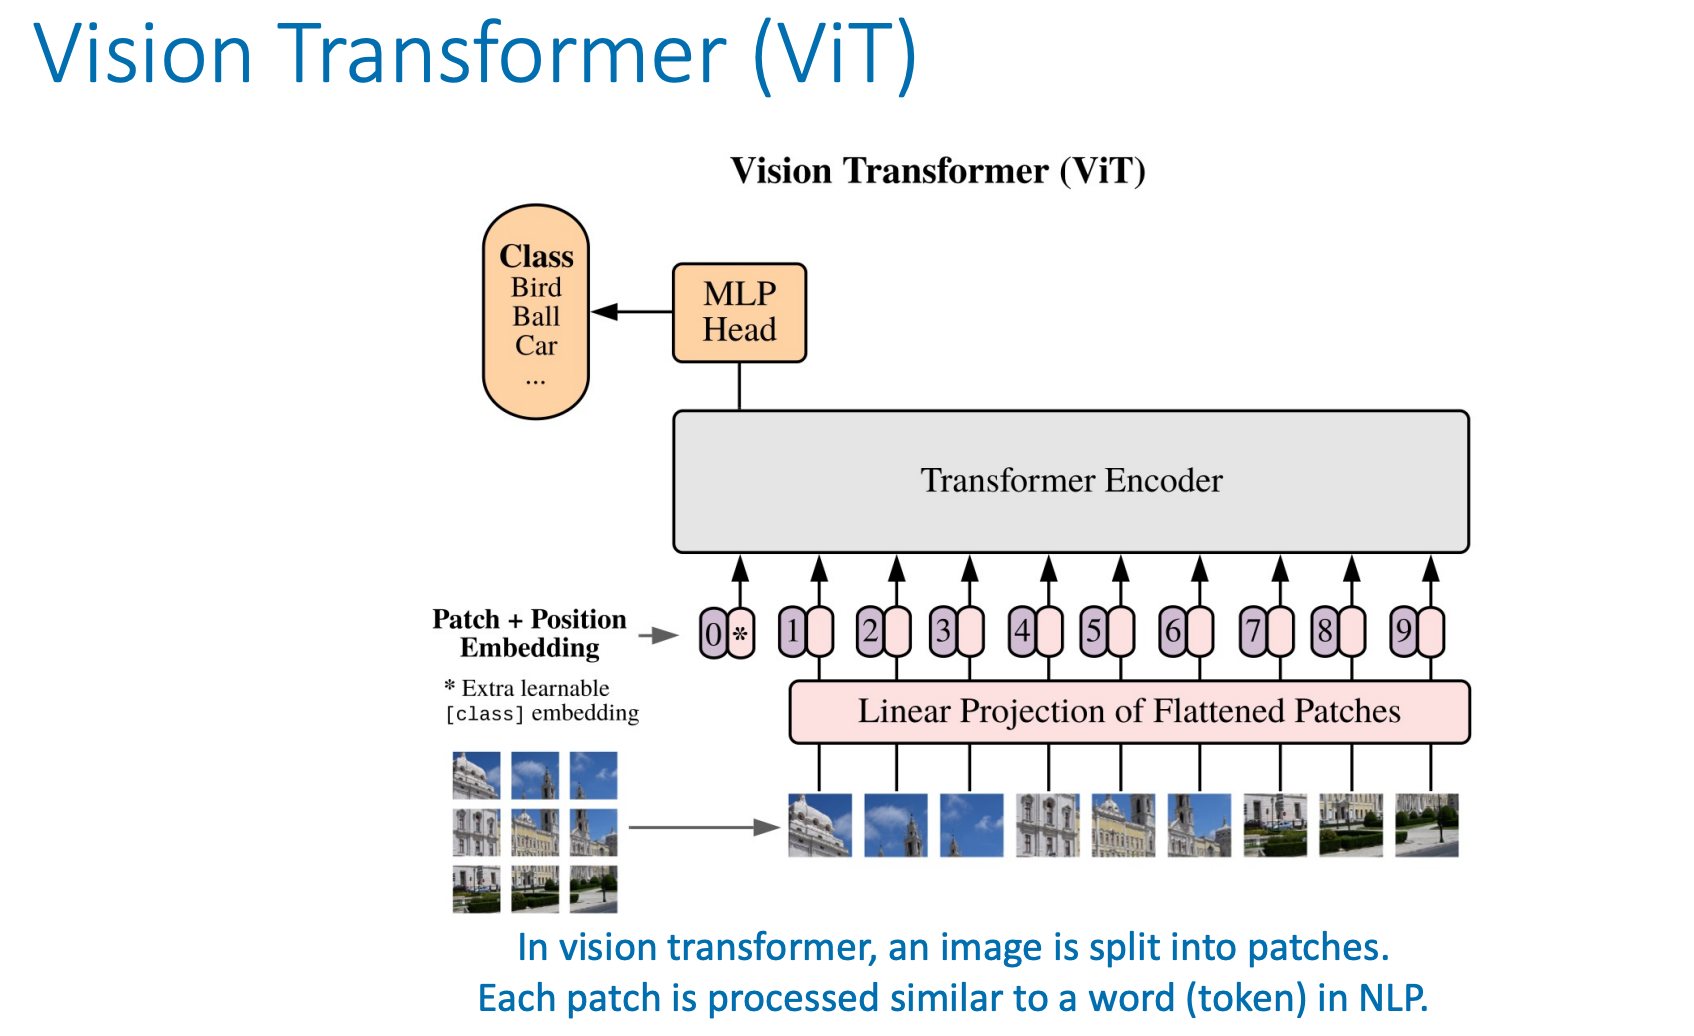 Vision Transformer (ViT)
Vision Transformer (ViT)
Class
Bird
Ball
Car
...
MLP
Head
Transformer Encoder
Patch + Position
Embedding
* Extra learnable
[class] embedding
0 * 1 2 3 4 5 6 7 8 9
Linear Projection of Flattened Patches
In vision transformer, an image is split into patches.
Each patch is processed similar to a word (token) in NLP.